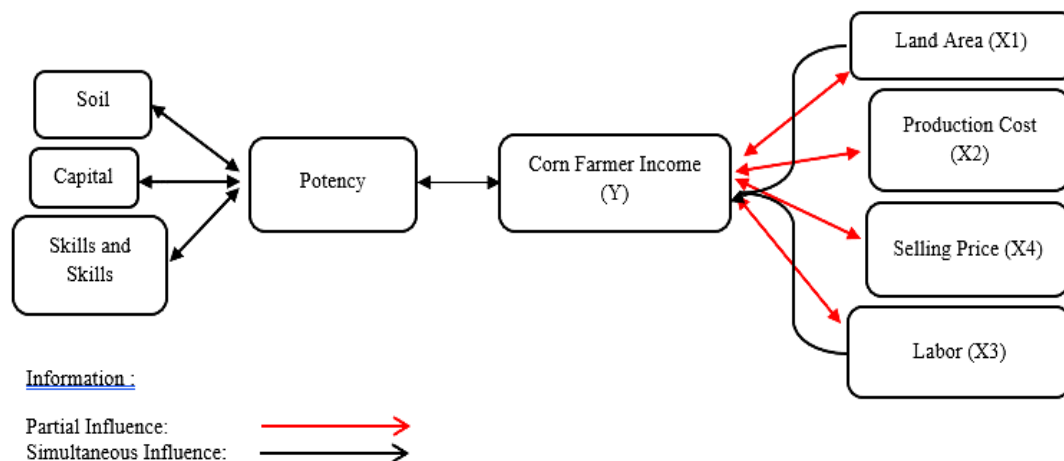 Soil
Capital
Skills and
Skills
Potency
Corn Farmer Income
(Y)
Land Area (X1)
Production Cost
(X2)
Selling Price (X4)
Labor (X3)
Information :
Partial Influence:
Simultaneous Influence: